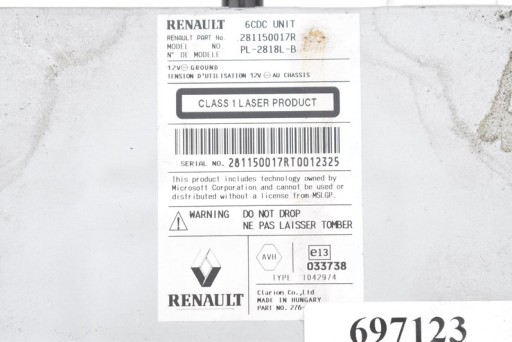 RENAULT 6CDC UNIT
RENAULT PART No. 281150017R
MODEL NO. PL-2818L-B
N° DE MODELE
12V⎓ GROUND
TENSION D'UTILISATION 12V ⎓ AU CHASSIS
CLASS 1 LASER PRODUCT
SERIAL NO. 281150017RT0012325
This product includes technology owned by
Microsoft Corporation and cannot be used or
distributed without a license from MSLGP.
WARNING DO NOT DROP
NE PAS LAISSER TOMBER
AVH e13
033738
TYPE 1042974
RENAULT
Clarion Co.,Ltd
MADE IN HUNGARY
PART NO. 276-
697123